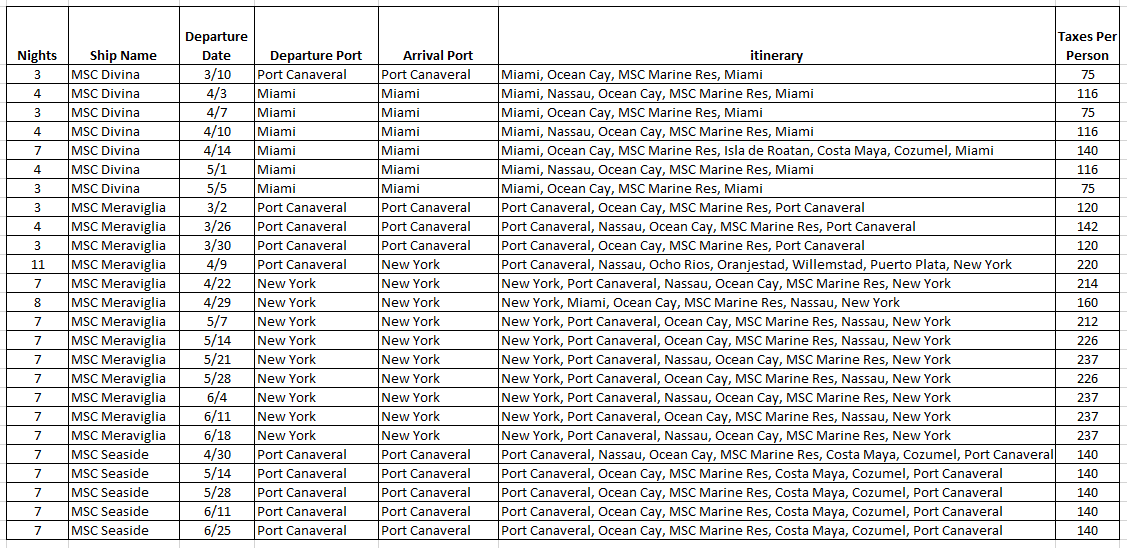 Nights Ship Name Departure Date Departure Port Arrival Port itinerary Taxes Per Person
3 MSC Divina 3/10 Port Canaveral Port Canaveral Miami, Ocean Cay, MSC Marine Res, Miami 75
4 MSC Divina 4/3 Miami Miami Miami, Nassau, Ocean Cay, MSC Marine Res, Miami 116
3 MSC Divina 4/7 Miami Miami Miami, Ocean Cay, MSC Marine Res, Miami 75
4 MSC Divina 4/10 Miami Miami Miami, Nassau, Ocean Cay, MSC Marine Res, Miami 116
7 MSC Divina 4/14 Miami Miami Miami, Ocean Cay, MSC Marine Res, Isla de Roatan, Costa Maya, Cozumel, Miami 140
4 MSC Divina 5/1 Miami Miami Miami, Nassau, Ocean Cay, MSC Marine Res, Miami 116
3 MSC Divina 5/5 Miami Miami Miami, Ocean Cay, MSC Marine Res, Miami 75
3 MSC Meraviglia 3/2 Port Canaveral Port Canaveral Port Canaveral, Ocean Cay, MSC Marine Res, Port Canaveral 120
4 MSC Meraviglia 3/26 Port Canaveral Port Canaveral Port Canaveral, Nassau, Ocean Cay, MSC Marine Res, Port Canaveral 142
3 MSC Meraviglia 3/30 Port Canaveral Port Canaveral Port Canaveral, Ocean Cay, MSC Marine Res, Port Canaveral 120
11 MSC Meraviglia 4/9 Port Canaveral New York Port Canaveral, Nassau, Ocho Rios, Oranjestad, Willemstad, Puerto Plata, New York 220
7 MSC Meraviglia 4/22 New York New York New York, Port Canaveral, Nassau, Ocean Cay, MSC Marine Res, New York 214
8 MSC Meraviglia 4/29 New York New York New York, Miami, Ocean Cay, MSC Marine Res, Nassau, New York 160
7 MSC Meraviglia 5/7 New York New York New York, Port Canaveral, Ocean Cay, MSC Marine Res, Nassau, New York 212
7 MSC Meraviglia 5/14 New York New York New York, Port Canaveral, Ocean Cay, MSC Marine Res, Nassau, New York 226
7 MSC Meraviglia 5/21 New York New York New York, Port Canaveral, Nassau, Ocean Cay, MSC Marine Res, New York 237
7 MSC Meraviglia 5/28 New York New York New York, Port Canaveral, Ocean Cay, MSC Marine Res, Nassau, New York 226
7 MSC Meraviglia 6/4 New York New York New York, Port Canaveral, Nassau, Ocean Cay, MSC Marine Res, New York 237
7 MSC Meraviglia 6/11 New York New York New York, Port Canaveral, Ocean Cay, MSC Marine Res, Nassau, New York 237
7 MSC Meraviglia 6/18 New York New York New York, Port Canaveral, Nassau, Ocean Cay, MSC Marine Res, New York 237
7 MSC Seaside 4/30 Port Canaveral Port Canaveral Port Canaveral, Nassau, Ocean Cay, MSC Marine Res, Costa Maya, Cozumel, Port Canaveral 140
7 MSC Seaside 5/14 Port Canaveral Port Canaveral Port Canaveral, Ocean Cay, MSC Marine Res, Costa Maya, Cozumel, Port Canaveral 140
7 MSC Seaside 5/28 Port Canaveral Port Canaveral Port Canaveral, Ocean Cay, MSC Marine Res, Costa Maya, Cozumel, Port Canaveral 140
7 MSC Seaside 6/11 Port Canaveral Port Canaveral Port Canaveral, Ocean Cay, MSC Marine Res, Costa Maya, Cozumel, Port Canaveral 140
7 MSC Seaside 6/25 Port Canaveral Port Canaveral Port Canaveral, Ocean Cay, MSC Marine Res, Costa Maya, Cozumel, Port Canaveral 140